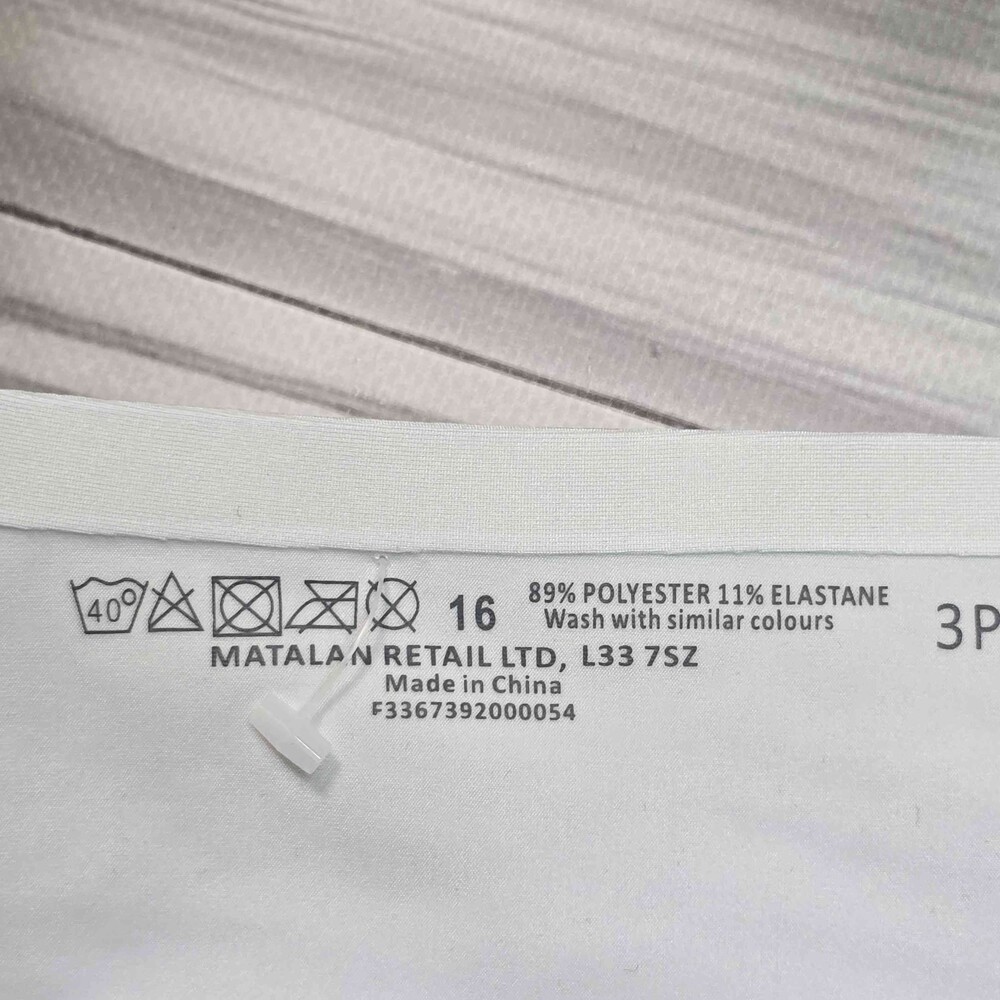 40° 16 89% POLYESTER 11% ELASTANE
Wash with similar colours
3P
MATALAN RETAIL LTD, L33 7SZ
Made in China
F3367392000054